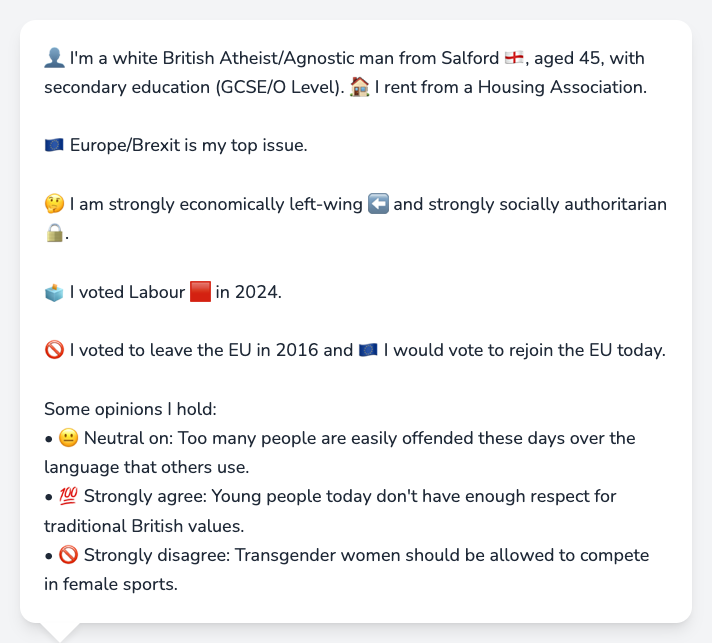 👤 I'm a white British Atheist/Agnostic man from Salford 🏴󠁧󠁢󠁥󠁮󠁧󠁿, aged 45, with
secondary education (GCSE/O Level). 🏠 I rent from a Housing Association.
🇪🇺 Europe/Brexit is my top issue.
🤔 I am strongly economically left-wing ⬅️ and strongly socially authoritarian
🔒.
🗳️ I voted Labour 🟥 in 2024.
🚫 I voted to leave the EU in 2016 and 🇪🇺 I would vote to rejoin the EU today.
Some opinions I hold:
• 😐 Neutral on: Too many people are easily offended these days over the
language that others use.
• 💯 Strongly agree: Young people today don't have enough respect for
traditional British values.
• 🚫 Strongly disagree: Transgender women should be allowed to compete
in female sports.